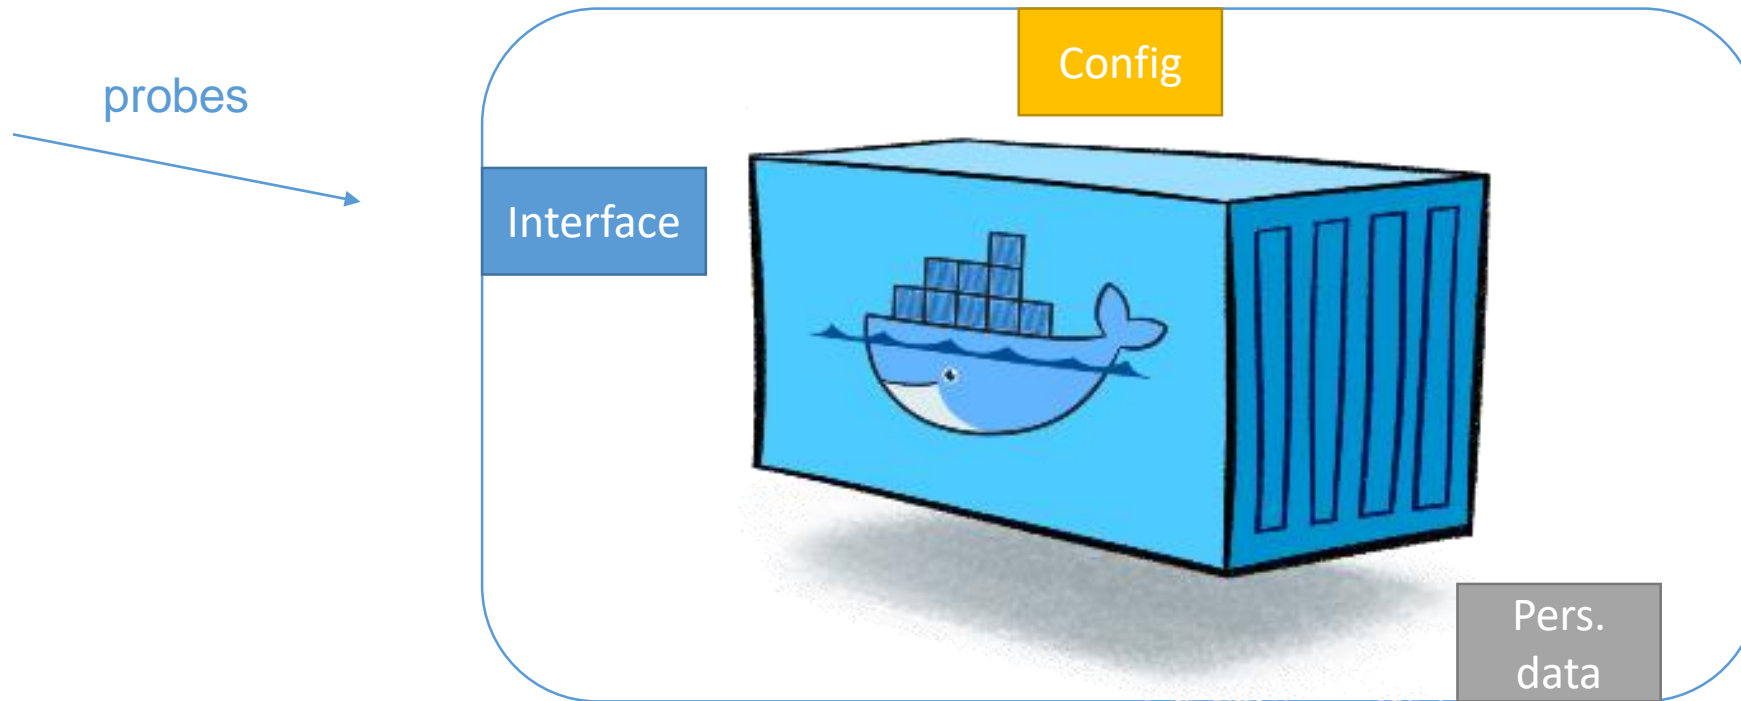 Config
probes
Interface
Pers.
data